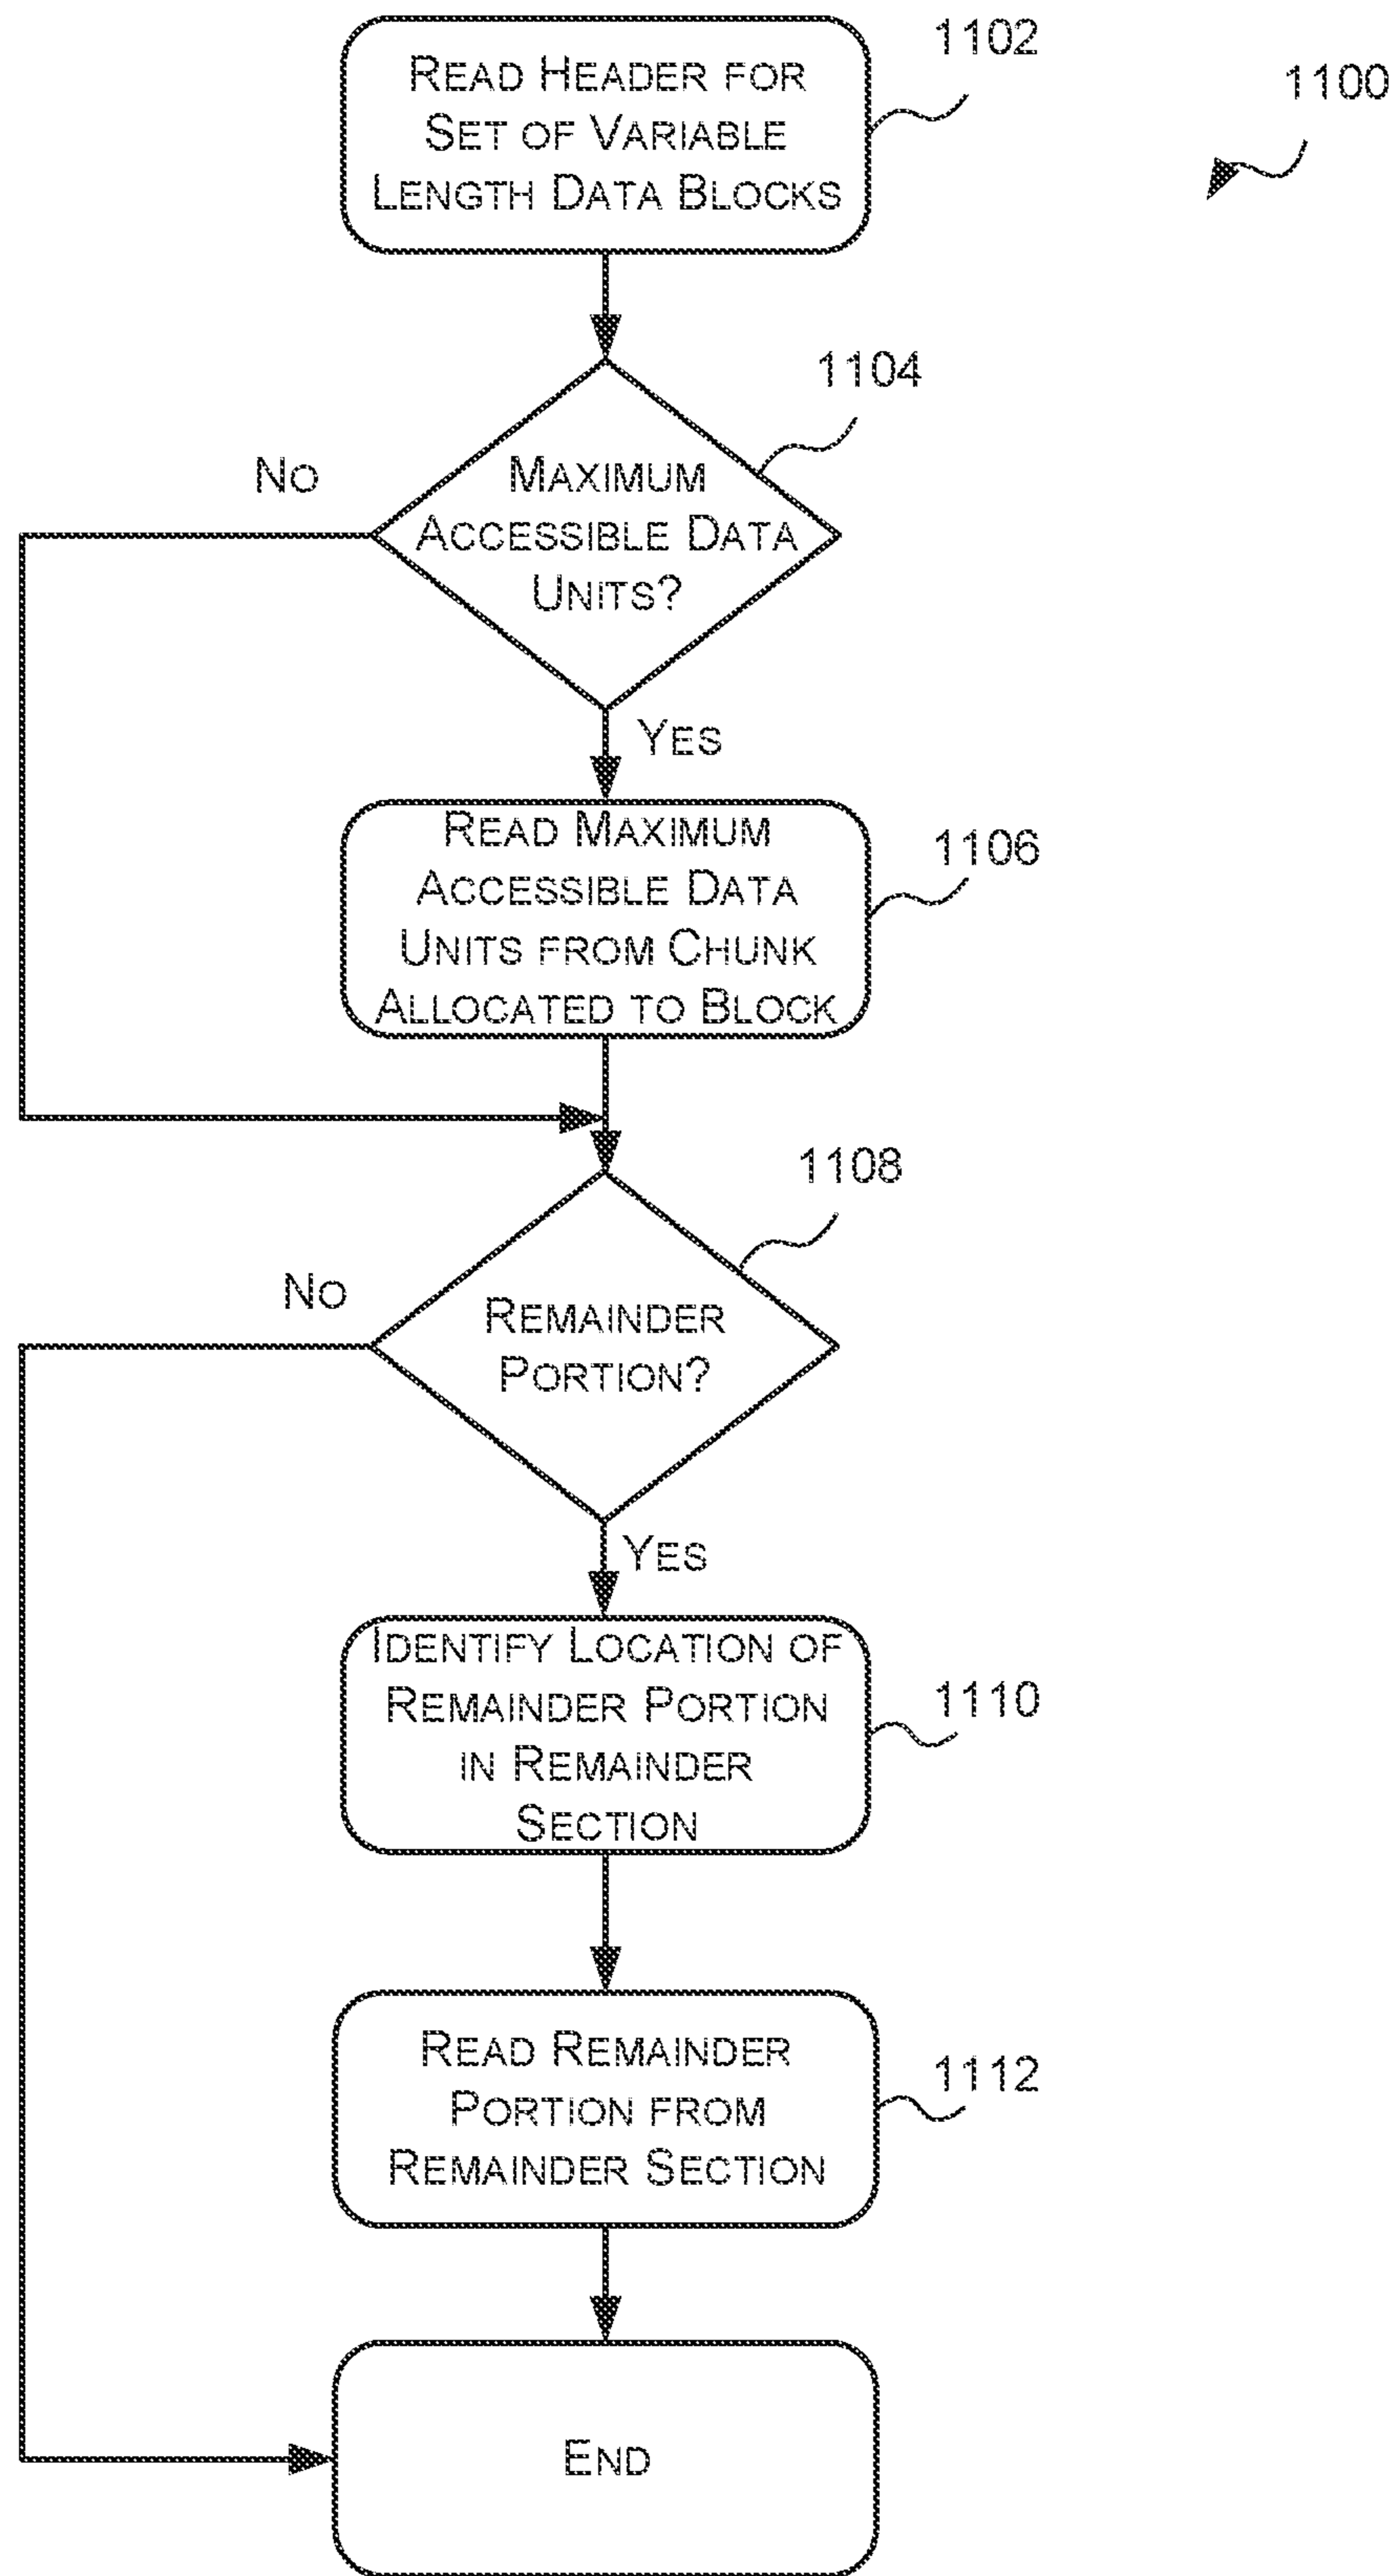 READ HEADER FOR
SET OF VARIABLE
LENGTH DATA BLOCKS
1102
1100
1104
NO
MAXIMUM
ACCESSIBLE DATA
UNITS?
YES
READ MAXIMUM
ACCESSIBLE DATA
UNITS FROM CHUNK
ALLOCATED TO BLOCK
1106
1108
NO
REMAINDER
PORTION?
YES
IDENTIFY LOCATION OF
REMAINDER PORTION
IN REMAINDER
SECTION
1110
READ REMAINDER
PORTION FROM
REMAINDER SECTION
1112
END